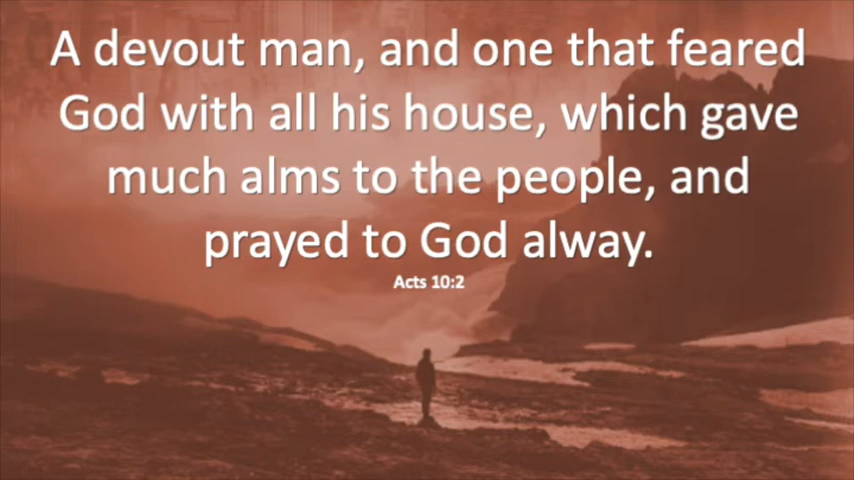 A devout man, and one that feared
God with all his house, which gave
much alms to the people, and
prayed to God alway.
Acts 10:2